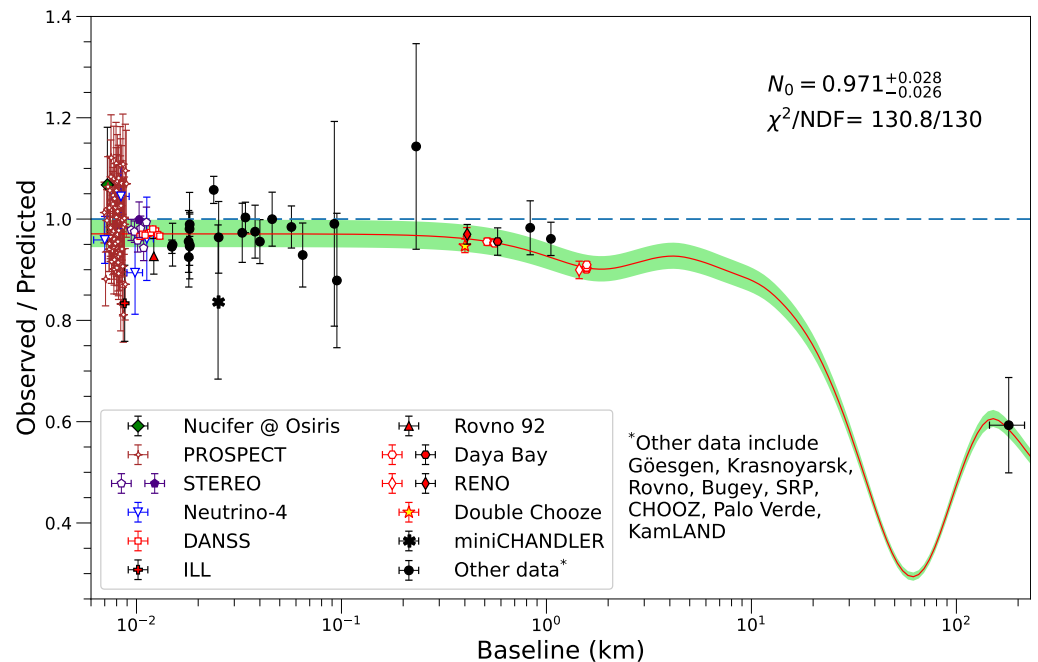 1.4
1.2
1.0
0.8
0.6
0.4
Observed / Predicted
N₀ = 0.971⁺⁰·⁰²⁸₋₀.₀₂₆
χ²/NDF= 130.8/130
Nucifer @ Osiris
PROSPECT
STEREO
Neutrino-4
DANSS
ILL
Rovno 92
Daya Bay
RENO
Double Chooze
miniCHANDLER
Other data*
*Other data include
Göesgen, Krasnoyarsk,
Rovno, Bugey, SRP,
CHOOZ, Palo Verde,
KamLAND
10⁻² 10⁻¹ 10⁰ 10¹ 10²
Baseline (km)